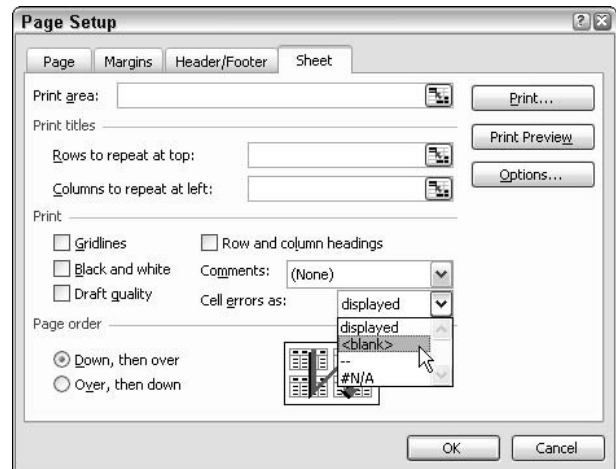 Page Setup
Page Margins Header/Footer Sheet
Print area:
Print...
Print titles
Print Preview
Rows to repeat at top:
Options...
Columns to repeat at left:
Print
Gridlines Row and column headings
Black and white Comments: (None)
Draft quality Cell errors as: displayed
displayed
<blank>
--
#N/A
Page order
Down, then over
Over, then down
OK Cancel